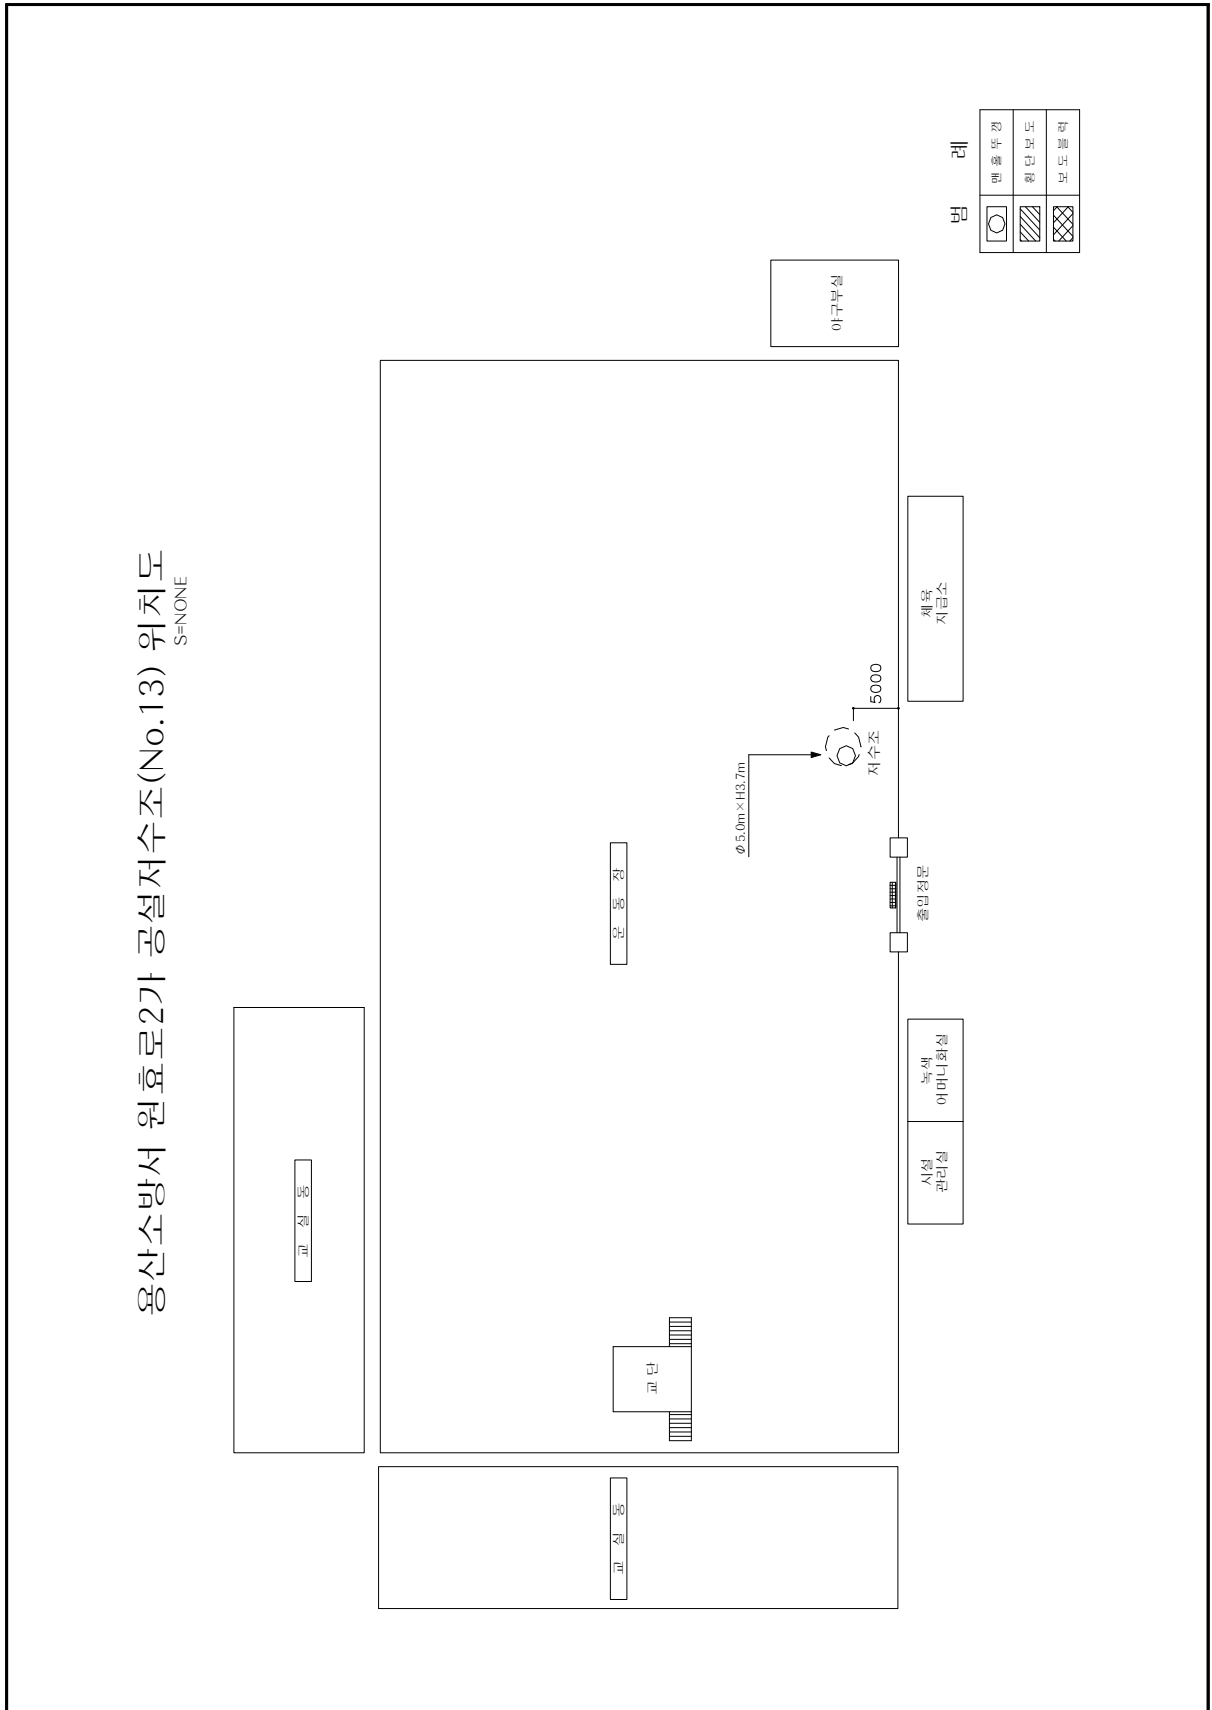 용산소방서 원효로2가 공설저수조(No.13) 위치도
S=NONE
교 실 동
교 실 동
교 단
운 동 장
Φ5.0m×H3.7m
저수조
5000
출입정문
시설
관리실
녹색
어머니회실
체육
지급소
야구부실
범 례
맨홀뚜껑
횡단보도
보도블럭